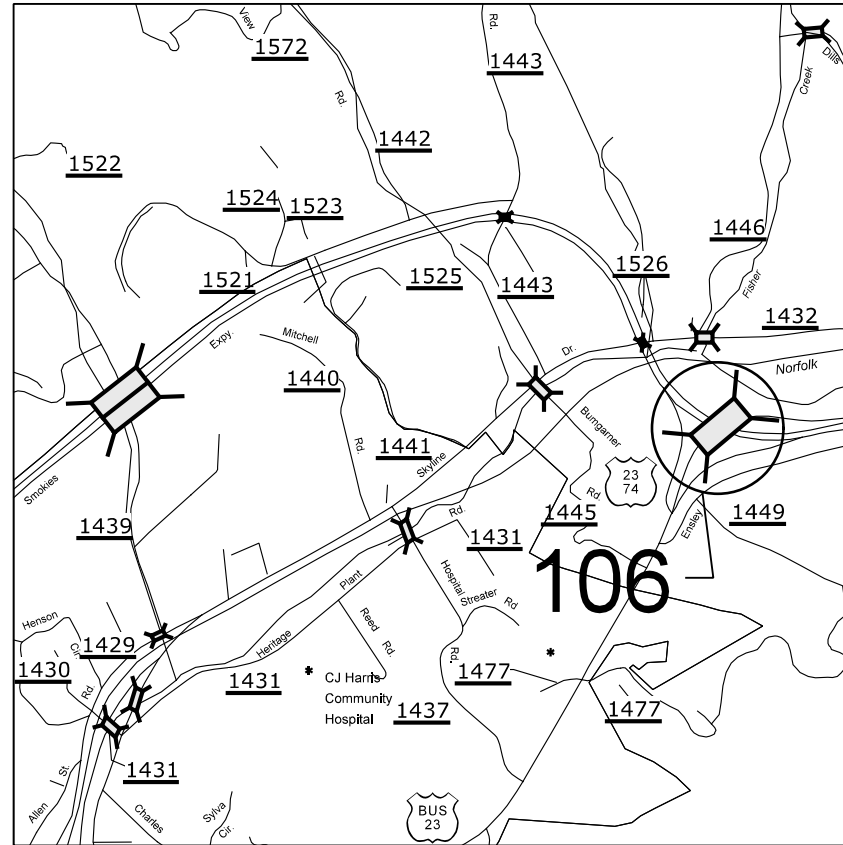 View
Rd.
Dills
1572
1443
Creek
Rd.
1442
1522
1524
1523
1446
1526
1521
1525
1443
Fisher
1432
Expy.
Mitchell
Dr.
Norfolk
1440
Bumgarner
1441
Skyline
23
74
Smokies
Rd.
Rd.
Rd.
1445
1449
1439
1431
Ensley
106
Hospital
Plant
Streater
Rd
Henson
Cir.
Reed
Rd
Heritage
1429
Rd.
1430
Rd.
1431
1477
CJ Harris
Community
Hospital
1437
1477
1431
St.
Allen
Charles
Sylva
Cir.
BUS
23